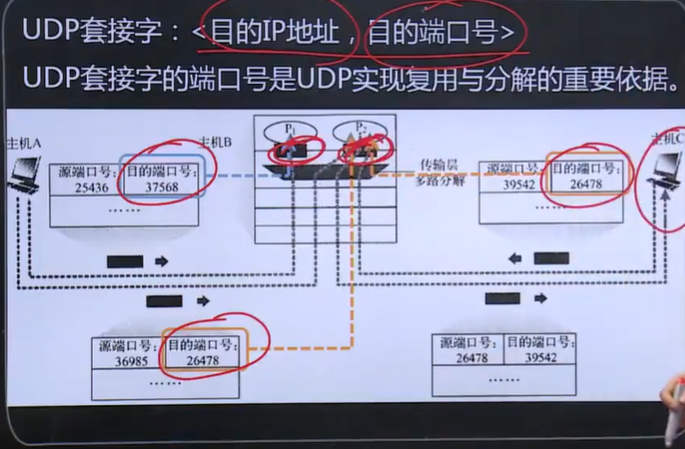 UDP套接字：<目的IP地址，目的端口号>
UDP套接字的端口号是UDP实现复用与分解的重要依据。
主机A
主机B
P1
P2
主机C
源端口号：
25436
目的端口号：
37568
……
传输层
多路分解
源端口号：
39542
目的端口号：
26478
……
源端口号：
36985
目的端口号：
26478
……
源端口号：
26478
目的端口号：
39542
……